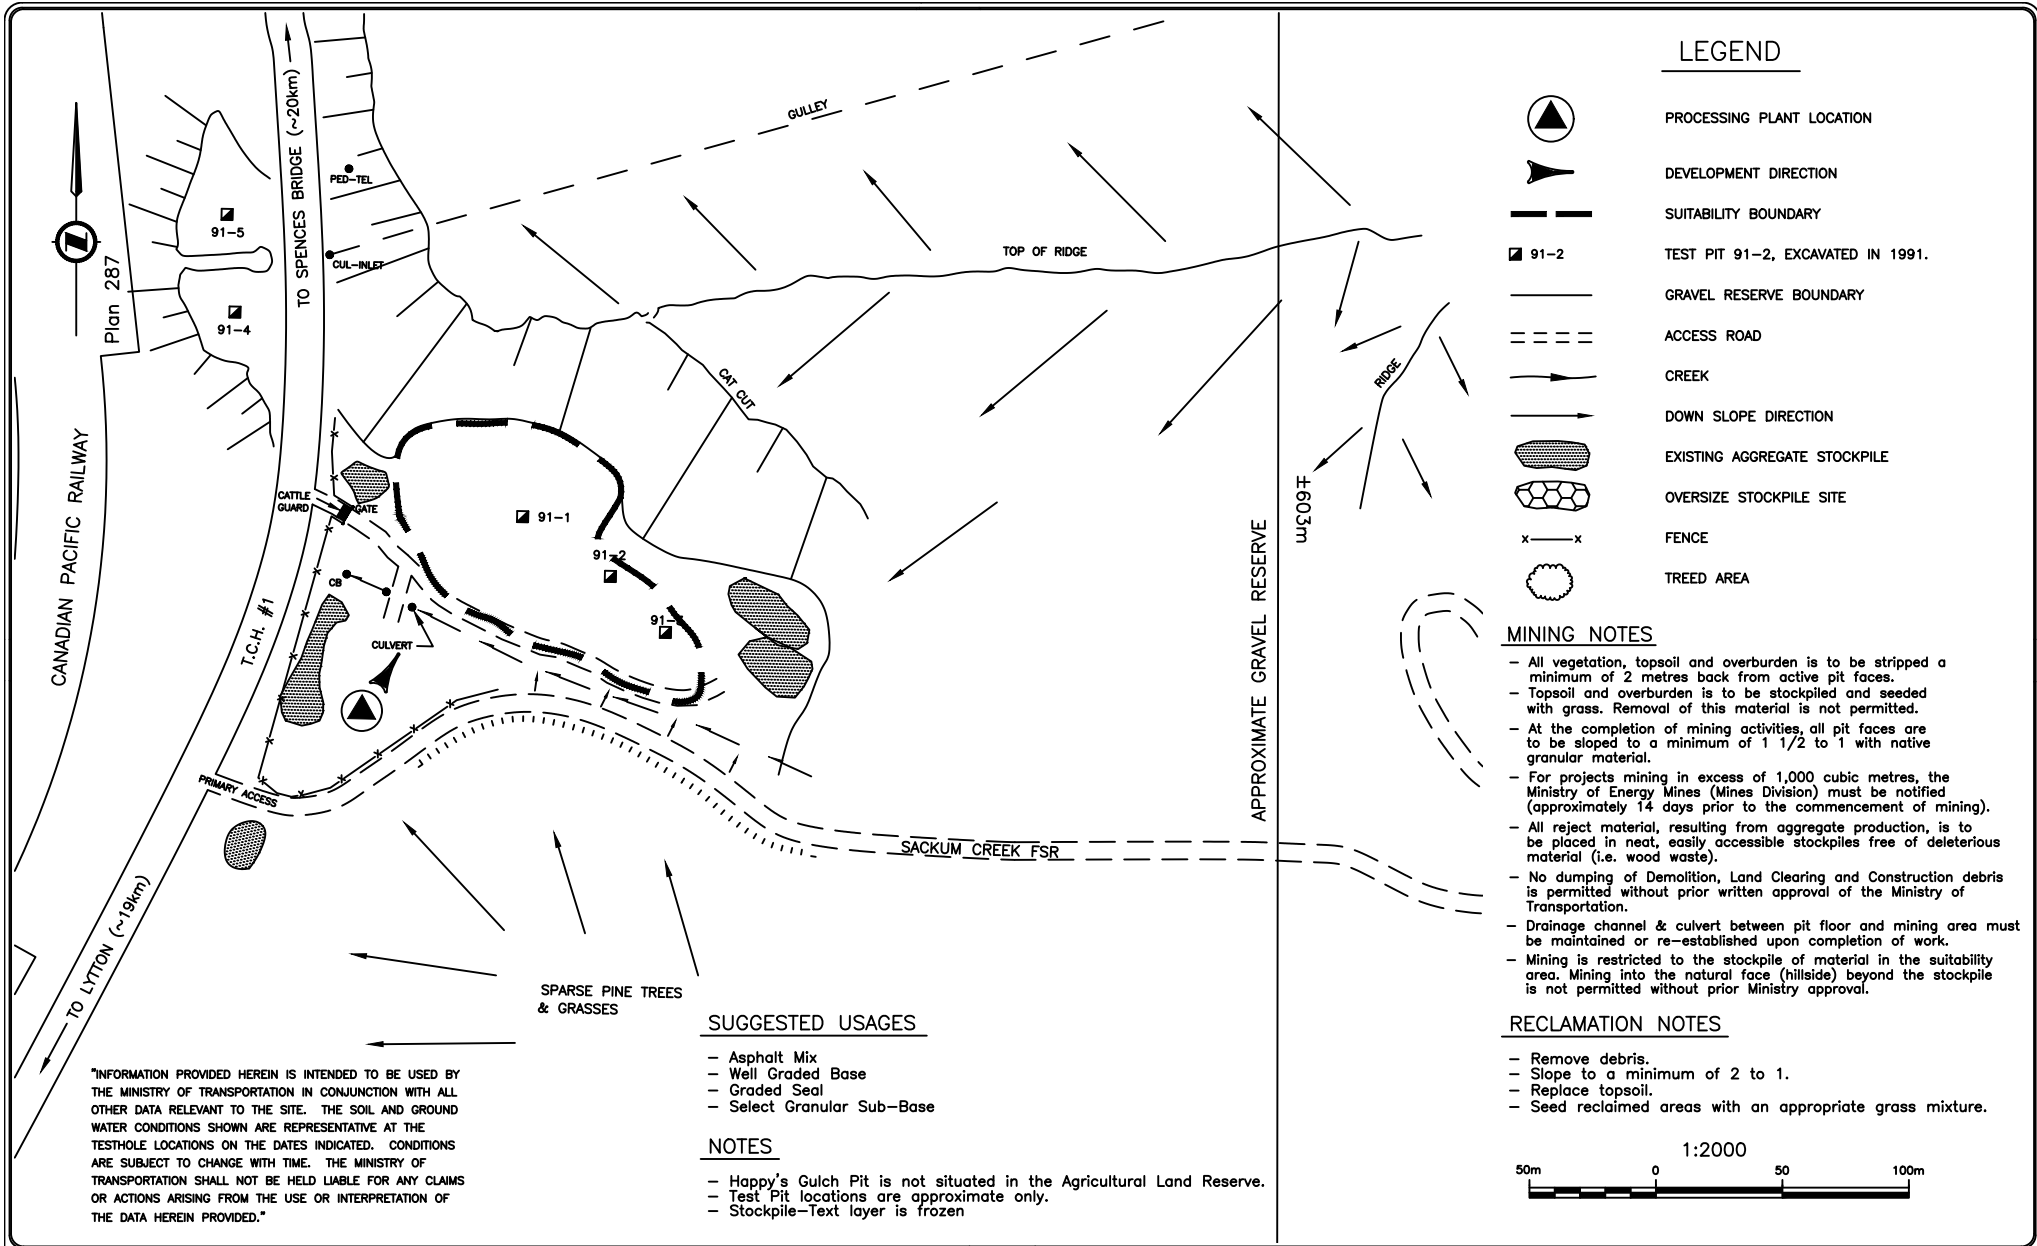 GULLEY
TO SPENCES BRIDGE (~20km)
PED-TEL
91-5
CUL-INLET
Plan 287
91-4
TOP OF RIDGE
CAT CUT
RIDGE
CANADIAN PACIFIC RAILWAY
CATTLE
GUARD
GATE
91-1
91-2
±603m
CB
T.C.H. #1
91-
CULVERT
APPROXIMATE GRAVEL RESERVE
PRIMARY ACCESS
SACKUM CREEK FSR
TO LYTTON (~19km)
SPARSE PINE TREES
& GRASSES
"INFORMATION PROVIDED HEREIN IS INTENDED TO BE USED BY
THE MINISTRY OF TRANSPORTATION IN CONJUNCTION WITH ALL
OTHER DATA RELEVANT TO THE SITE. THE SOIL AND GROUND
WATER CONDITIONS SHOWN ARE REPRESENTATIVE AT THE
TESTHOLE LOCATIONS ON THE DATES INDICATED. CONDITIONS
ARE SUBJECT TO CHANGE WITH TIME. THE MINISTRY OF
TRANSPORTATION SHALL NOT BE HELD LIABLE FOR ANY CLAIMS
OR ACTIONS ARISING FROM THE USE OR INTERPRETATION OF
THE DATA HEREIN PROVIDED."
SUGGESTED USAGES
- Asphalt Mix
- Well Graded Base
- Graded Seal
- Select Granular Sub-Base
NOTES
- Happy's Gulch Pit is not situated in the Agricultural Land Reserve.
- Test Pit locations are approximate only.
- Stockpile-Text layer is frozen
LEGEND
PROCESSING PLANT LOCATION
DEVELOPMENT DIRECTION
SUITABILITY BOUNDARY
91-2 TEST PIT 91-2, EXCAVATED IN 1991.
GRAVEL RESERVE BOUNDARY
ACCESS ROAD
CREEK
DOWN SLOPE DIRECTION
EXISTING AGGREGATE STOCKPILE
OVERSIZE STOCKPILE SITE
x x FENCE
TREED AREA
MINING NOTES
- All vegetation, topsoil and overburden is to be stripped a
minimum of 2 metres back from active pit faces.
- Topsoil and overburden is to be stockpiled and seeded
with grass. Removal of this material is not permitted.
- At the completion of mining activities, all pit faces are
to be sloped to a minimum of 1 1/2 to 1 with native
granular material.
- For projects mining in excess of 1,000 cubic metres, the
Ministry of Energy Mines (Mines Division) must be notified
(approximately 14 days prior to the commencement of mining).
- All reject material, resulting from aggregate production, is to
be placed in neat, easily accessible stockpiles free of deleterious
material (i.e. wood waste).
- No dumping of Demolition, Land Clearing and Construction debris
is permitted without prior written approval of the Ministry of
Transportation.
- Drainage channel & culvert between pit floor and mining area must
be maintained or re-established upon completion of work.
- Mining is restricted to the stockpile of material in the suitability
area. Mining into the natural face (hillside) beyond the stockpile
is not permitted without prior Ministry approval.
RECLAMATION NOTES
- Remove debris.
- Slope to a minimum of 2 to 1.
- Replace topsoil.
- Seed reclaimed areas with an appropriate grass mixture.
1:2000
50m 0 50 100m